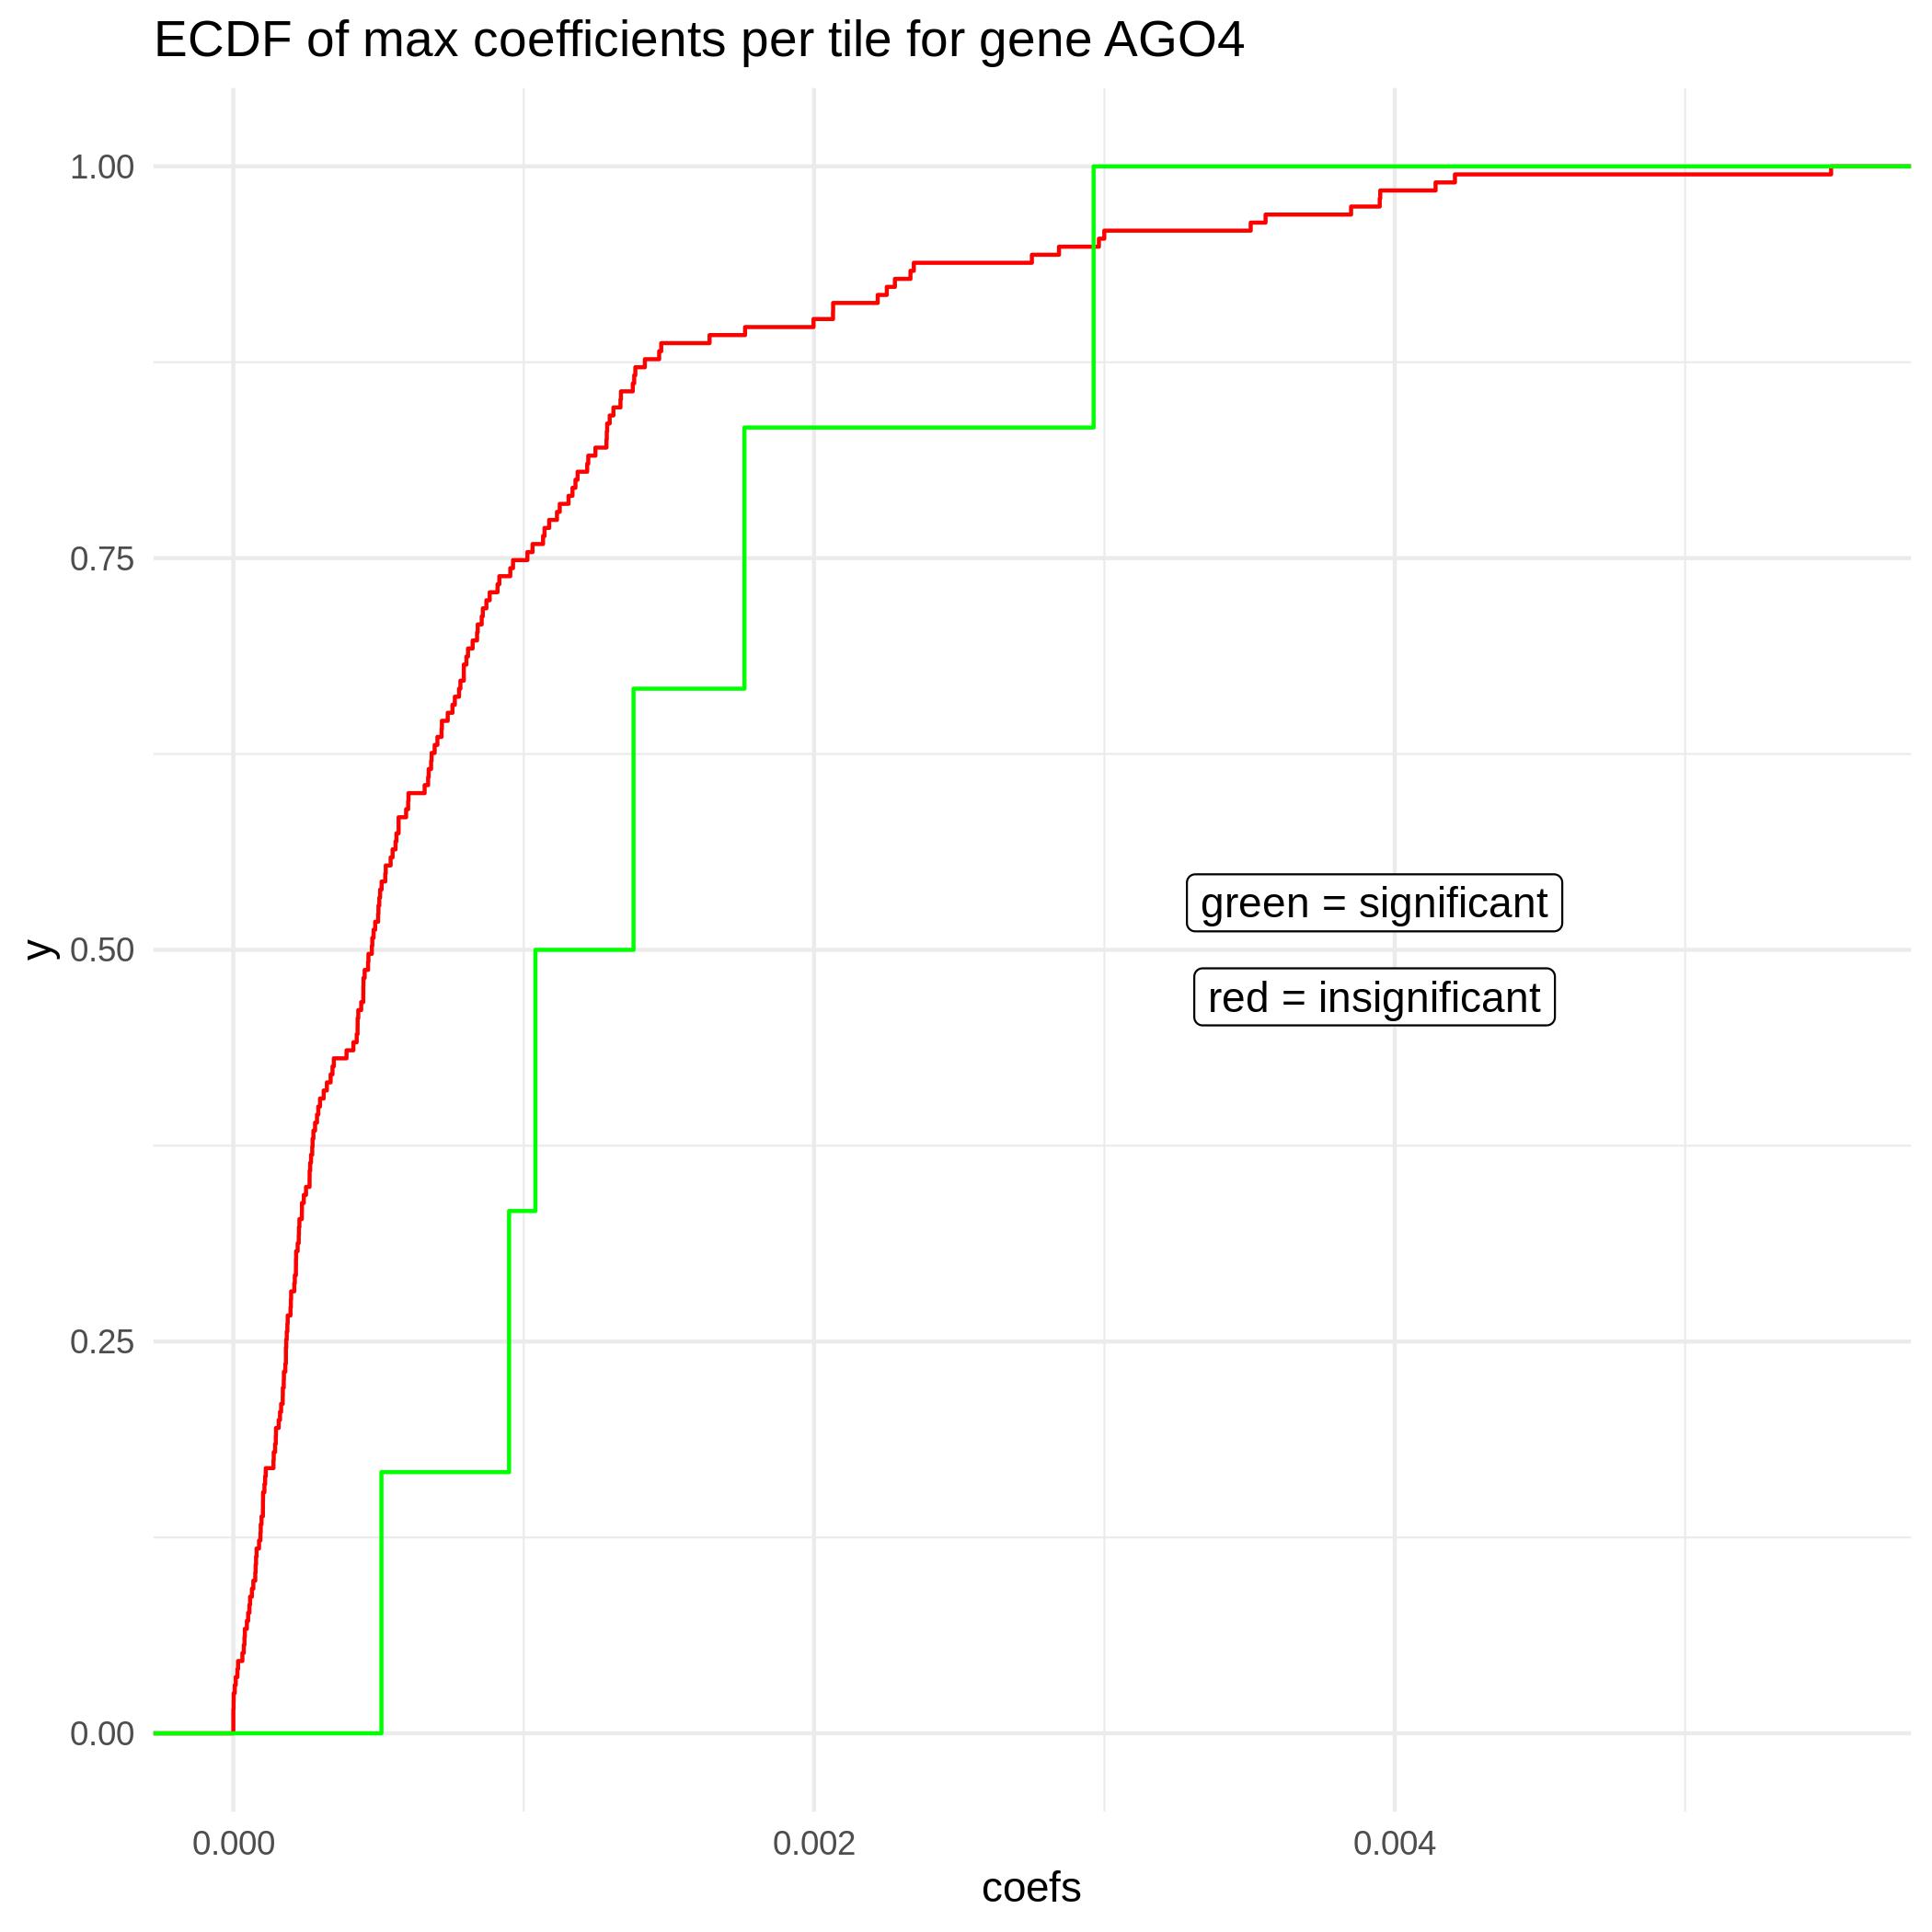 ECDF of max coefficients per tile for gene AGO4
1.00
0.75
0.50
0.25
0.00
y
green = significant
red = insignificant
0.000 0.002 0.004
coefs